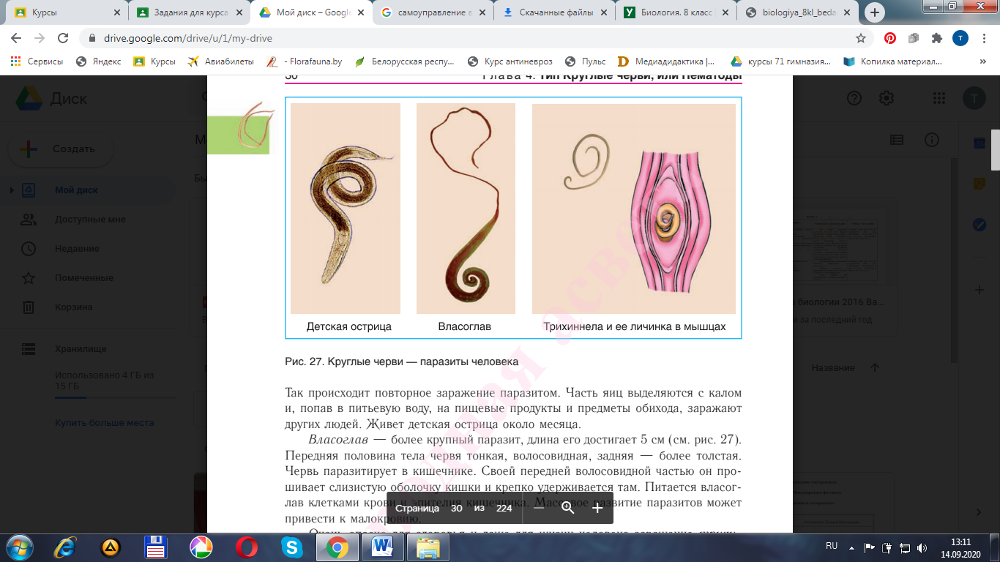 Курсы
Задания для курса
Мой диск – Google
самоуправление в
Скачанные файлы
Биология. 8 класс
biologiya_8kl_beda
drive.google.com/drive/u/1/my-drive
Сервисы
Яндекс
Курсы
Авиабилеты
- Florafauna.by
Белорусская респу...
Курс антиневроз
Пульс
Медиадидактика |...
курсы 71 гимназия...
Копилка материал...
»
30 Глава 4. Тип Круглые черви, или Нематоды
Диск
T
Создать
Мой диск
Доступные мне
Недавние
Помеченные
Корзина
Хранилище
Использовано 4 ГБ из
15 ГБ
Купить больше места
биологии 2016 Ва...
и за последний год
Название
Детская острица
Власоглав
Трихиннела и ее личинка в мышцах
Рис. 27. Круглые черви — паразиты человека
Так происходит повторное заражение паразитом. Часть яиц выделяются с калом
и, попав в питьевую воду, на пищевые продукты и предметы обихода, заражают
других людей. Живет детская острица около месяца.
Власоглав — более крупный паразит, длина его достигает 5 см (см. рис. 27).
Передняя половина тела червя тонкая, волосовидная, задняя — более толстая.
Червь паразитирует в кишечнике. Своей передней волосовидной частью он про-
шивает слизистую оболочку кишки и крепко удерживается там. Питается власог-
лав клетками крови и эпителия кишечника. Массовое развитие паразитов может
привести к малокровию.
Страница 30 из 224
RU
13:11
14.09.2020